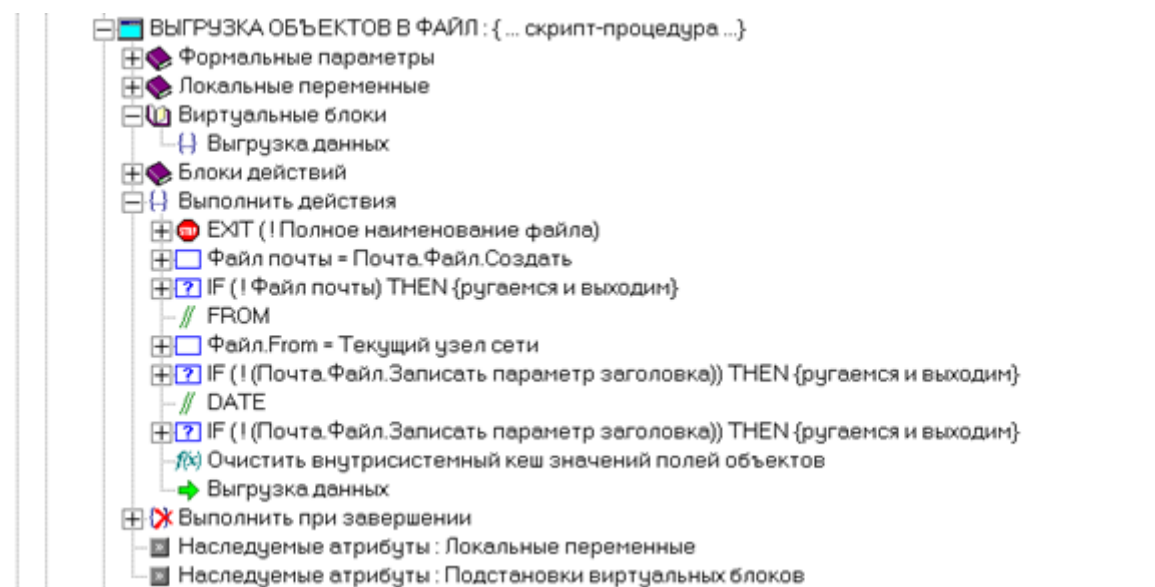 ВЫГРУЗКА ОБЪЕКТОВ В ФАЙЛ : { ... скрипт-процедура ...}
Формальные параметры
Локальные переменные
Виртуальные блоки
Выгрузка данных
Блоки действий
Выполнить действия
EXIT ( ! Полное наименование файла)
Файл почты = Почта.Файл.Создать
IF ( ! Файл почты) THEN {ругаемся и выходим}
// FROM
Файл.From = Текущий узел сети
IF ( ! (Почта.Файл.Записать параметр заголовка)) THEN {ругаемся и выходим}
// DATE
IF ( ! (Почта.Файл.Записать параметр заголовка)) THEN {ругаемся и выходим}
f(x) Очистить внутрисистемный кеш значений полей объектов
Выгрузка данных
Выполнить при завершении
Наследуемые атрибуты : Локальные переменные
Наследуемые атрибуты : Подстановки виртуальных блоков